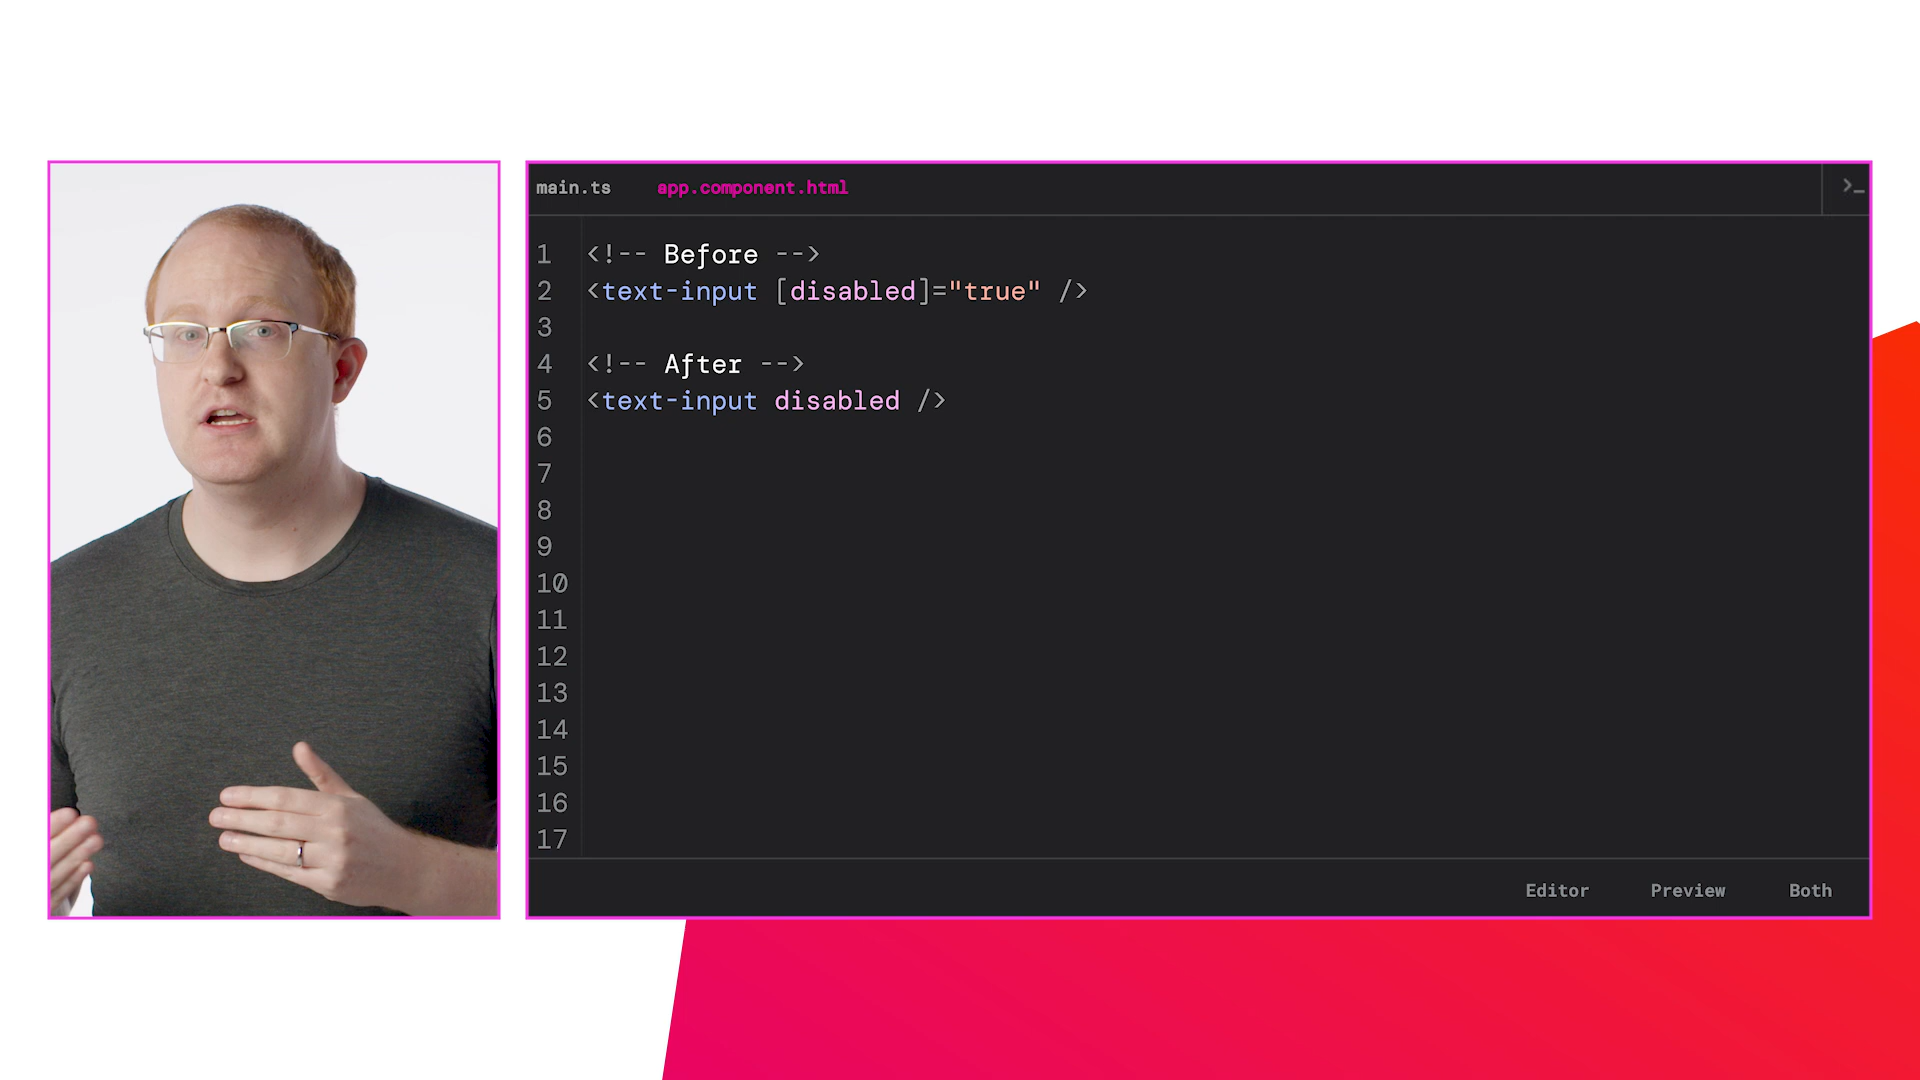 main.ts app.component.html >_
1 <!-- Before -->
2 <text-input [disabled]="true" />
3
4 <!-- After -->
5 <text-input disabled />
6
7
8
9
10
11
12
13
14
15
16
17
Editor Preview Both